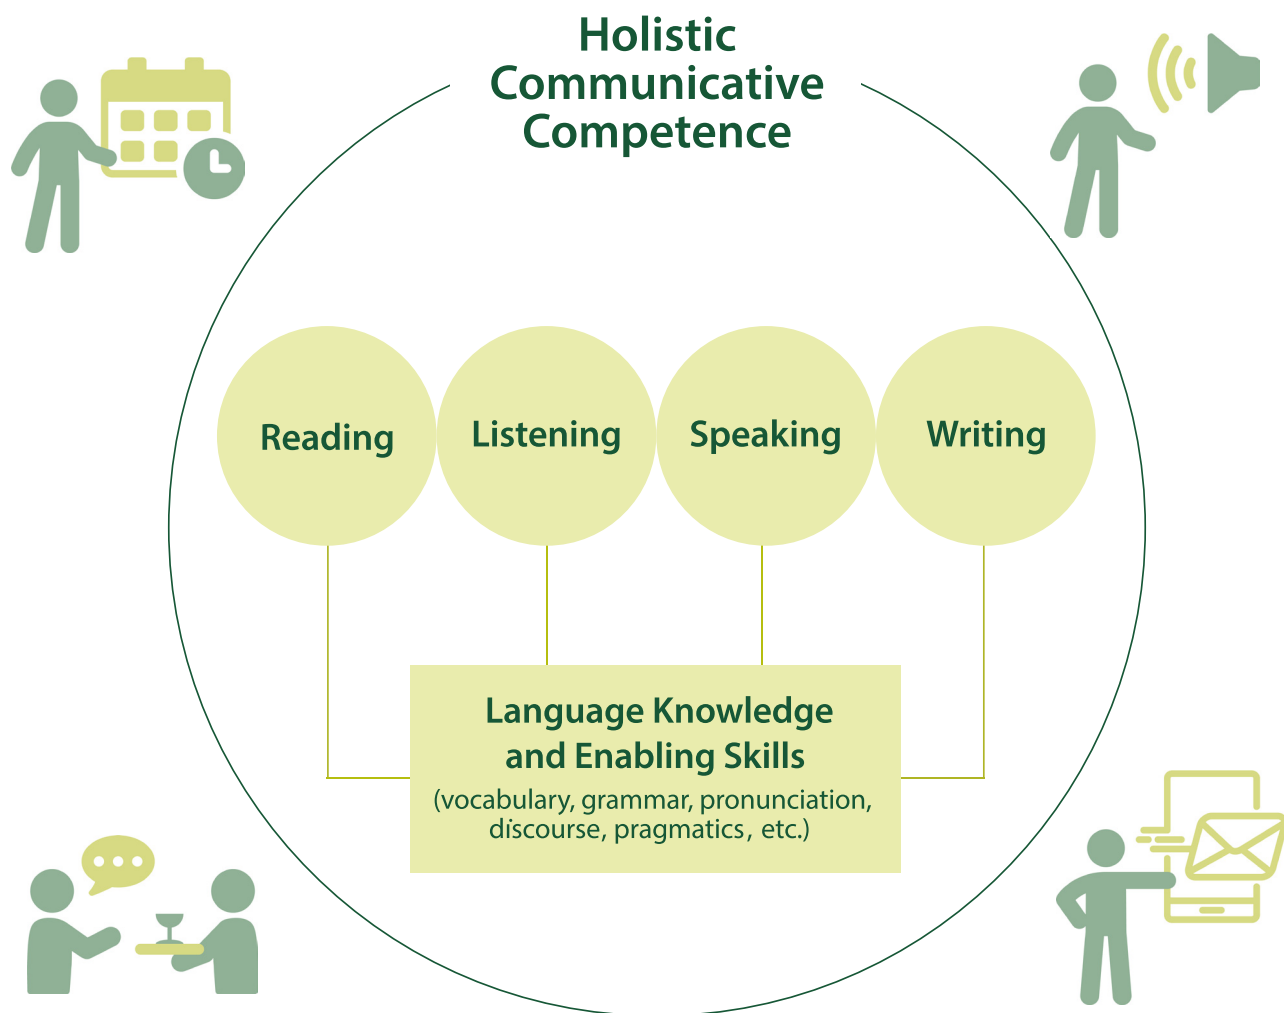 Holistic
Communicative
Competence
Reading
Listening
Speaking
Writing
Language Knowledge
and Enabling Skills
(vocabulary, grammar, pronunciation,
discourse, pragmatics, etc.)